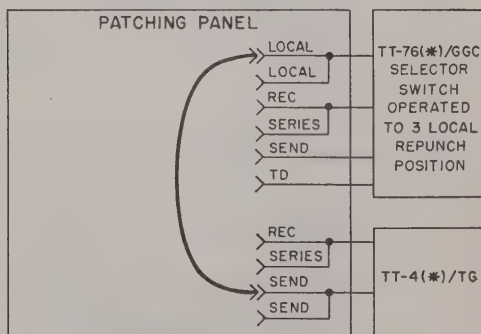 PATCHING PANEL
LOCAL
LOCAL
REC
SERIES
SEND
TD
TT-76(*)/GGC
SELECTOR
SWITCH
OPERATED
TO 3 LOCAL
REPUNCH
POSITION
REC
SERIES
SEND
SEND
TT-4(*)/TG